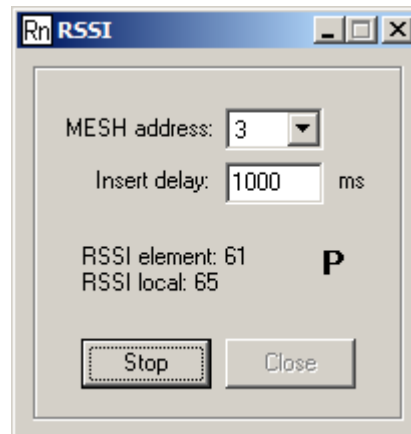 Rn RSSI
MESH address: 3
Insert delay: 1000 ms
RSSI element: 61
RSSI local: 65
P
Stop Close